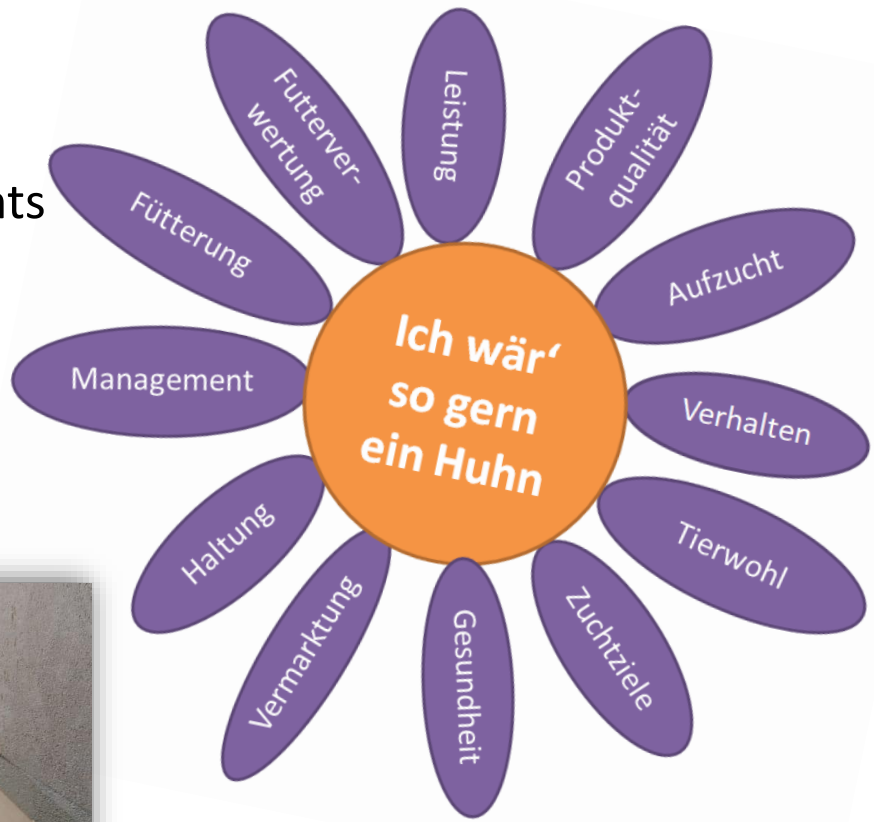 Ich wär‘
so gern
ein Huhn
Leistung
Produkt-
qualität
Aufzucht
Verhalten
Tierwohl
Zuchtziele
Gesundheit
Vermarktung
Haltung
Management
Fütterung
Futterver-
wertung